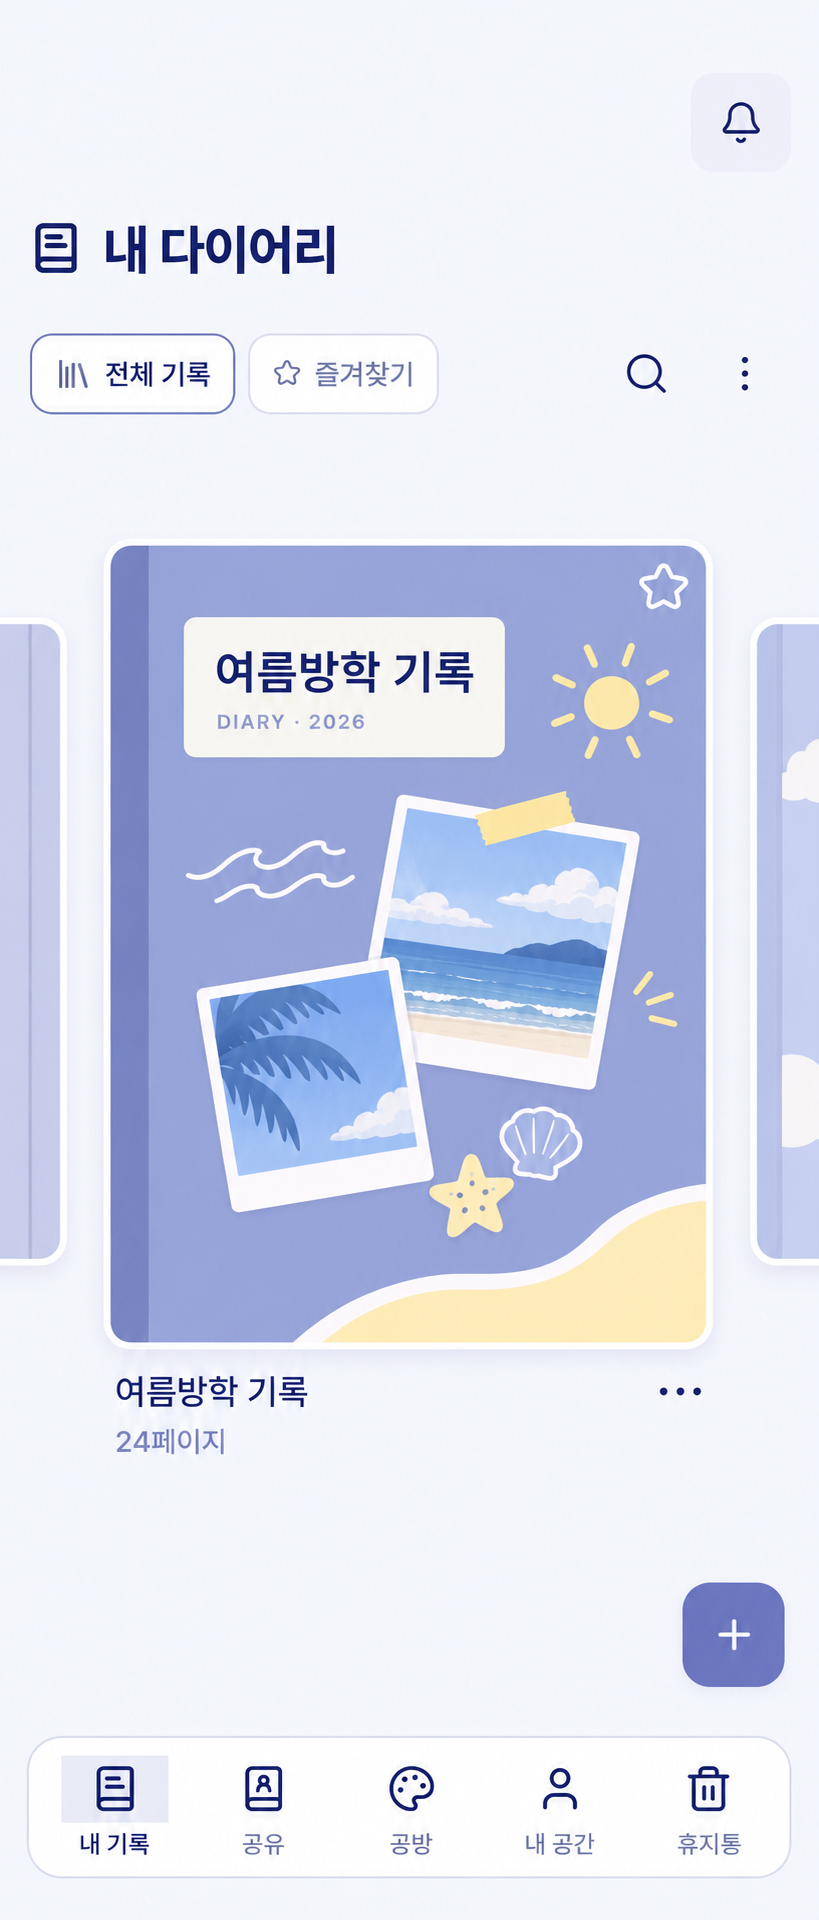 내 다이어리
전체 기록
즐겨찾기
여름방학 기록
DIARY · 2026
여름방학 기록
24페이지
내 기록
공유
공방
내 공간
휴지통